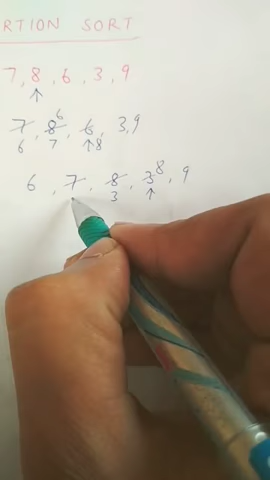 RTION SORT
7, 8, 6, 3, 9
6
7, 8, 6, 3, 9
6 7 8
8
6, 7, 8, 3, 9
3